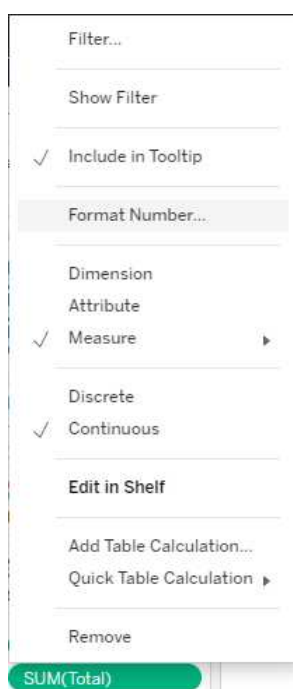 Filter...
Show Filter
Include in Tooltip
Format Number...
Dimension
Attribute
Measure
Discrete
Continuous
Edit in Shelf
Add Table Calculation...
Quick Table Calculation
Remove
SUM(Total)